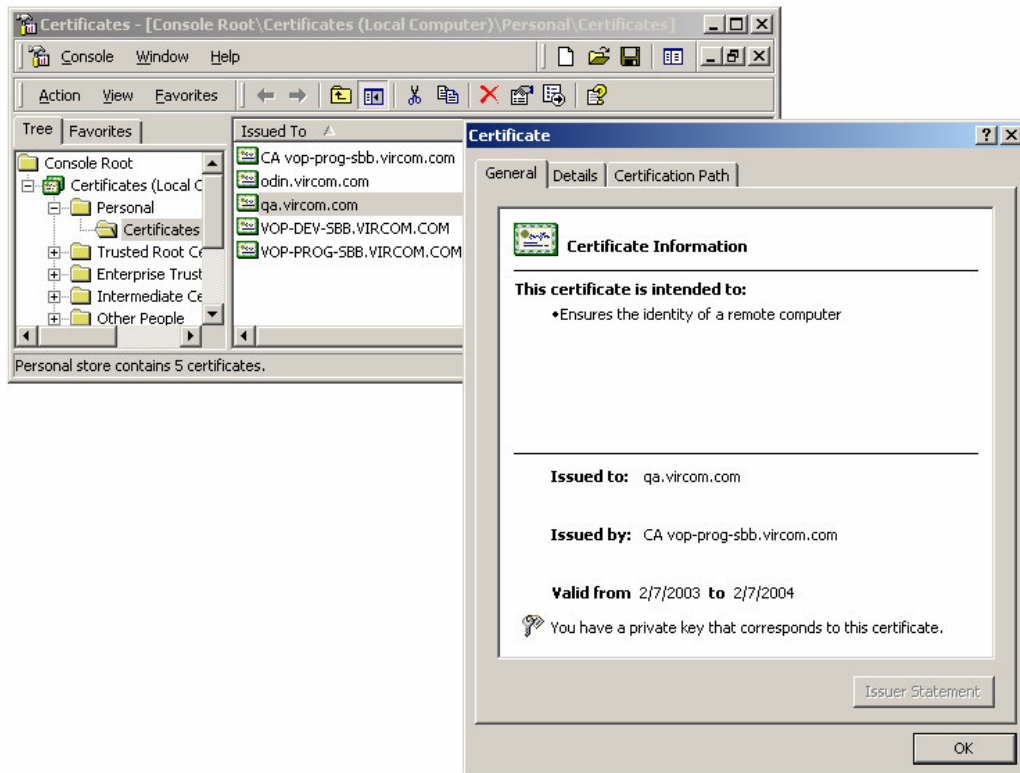 Certificates - [Console Root\Certificates (Local Computer)\Personal\Certificates]
Console Window Help
Action View Favorites
Tree Favorites
Console Root
Certificates (Local C
Personal
Certificates
Trusted Root Ce
Enterprise Trust
Intermediate Ce
Other People
Issued To
CA vop-prog-sbb.vircom.com
odin.vircom.com
qa.vircom.com
VOP-DEV-SBB.VIRCOM.COM
VOP-PROG-SBB.VIRCOM.COM
Personal store contains 5 certificates.
Certificate
General Details Certification Path
Certificate Information
This certificate is intended to:
•Ensures the identity of a remote computer
Issued to: qa.vircom.com
Issued by: CA vop-prog-sbb.vircom.com
Valid from 2/7/2003 to 2/7/2004
You have a private key that corresponds to this certificate.
Issuer Statement
OK